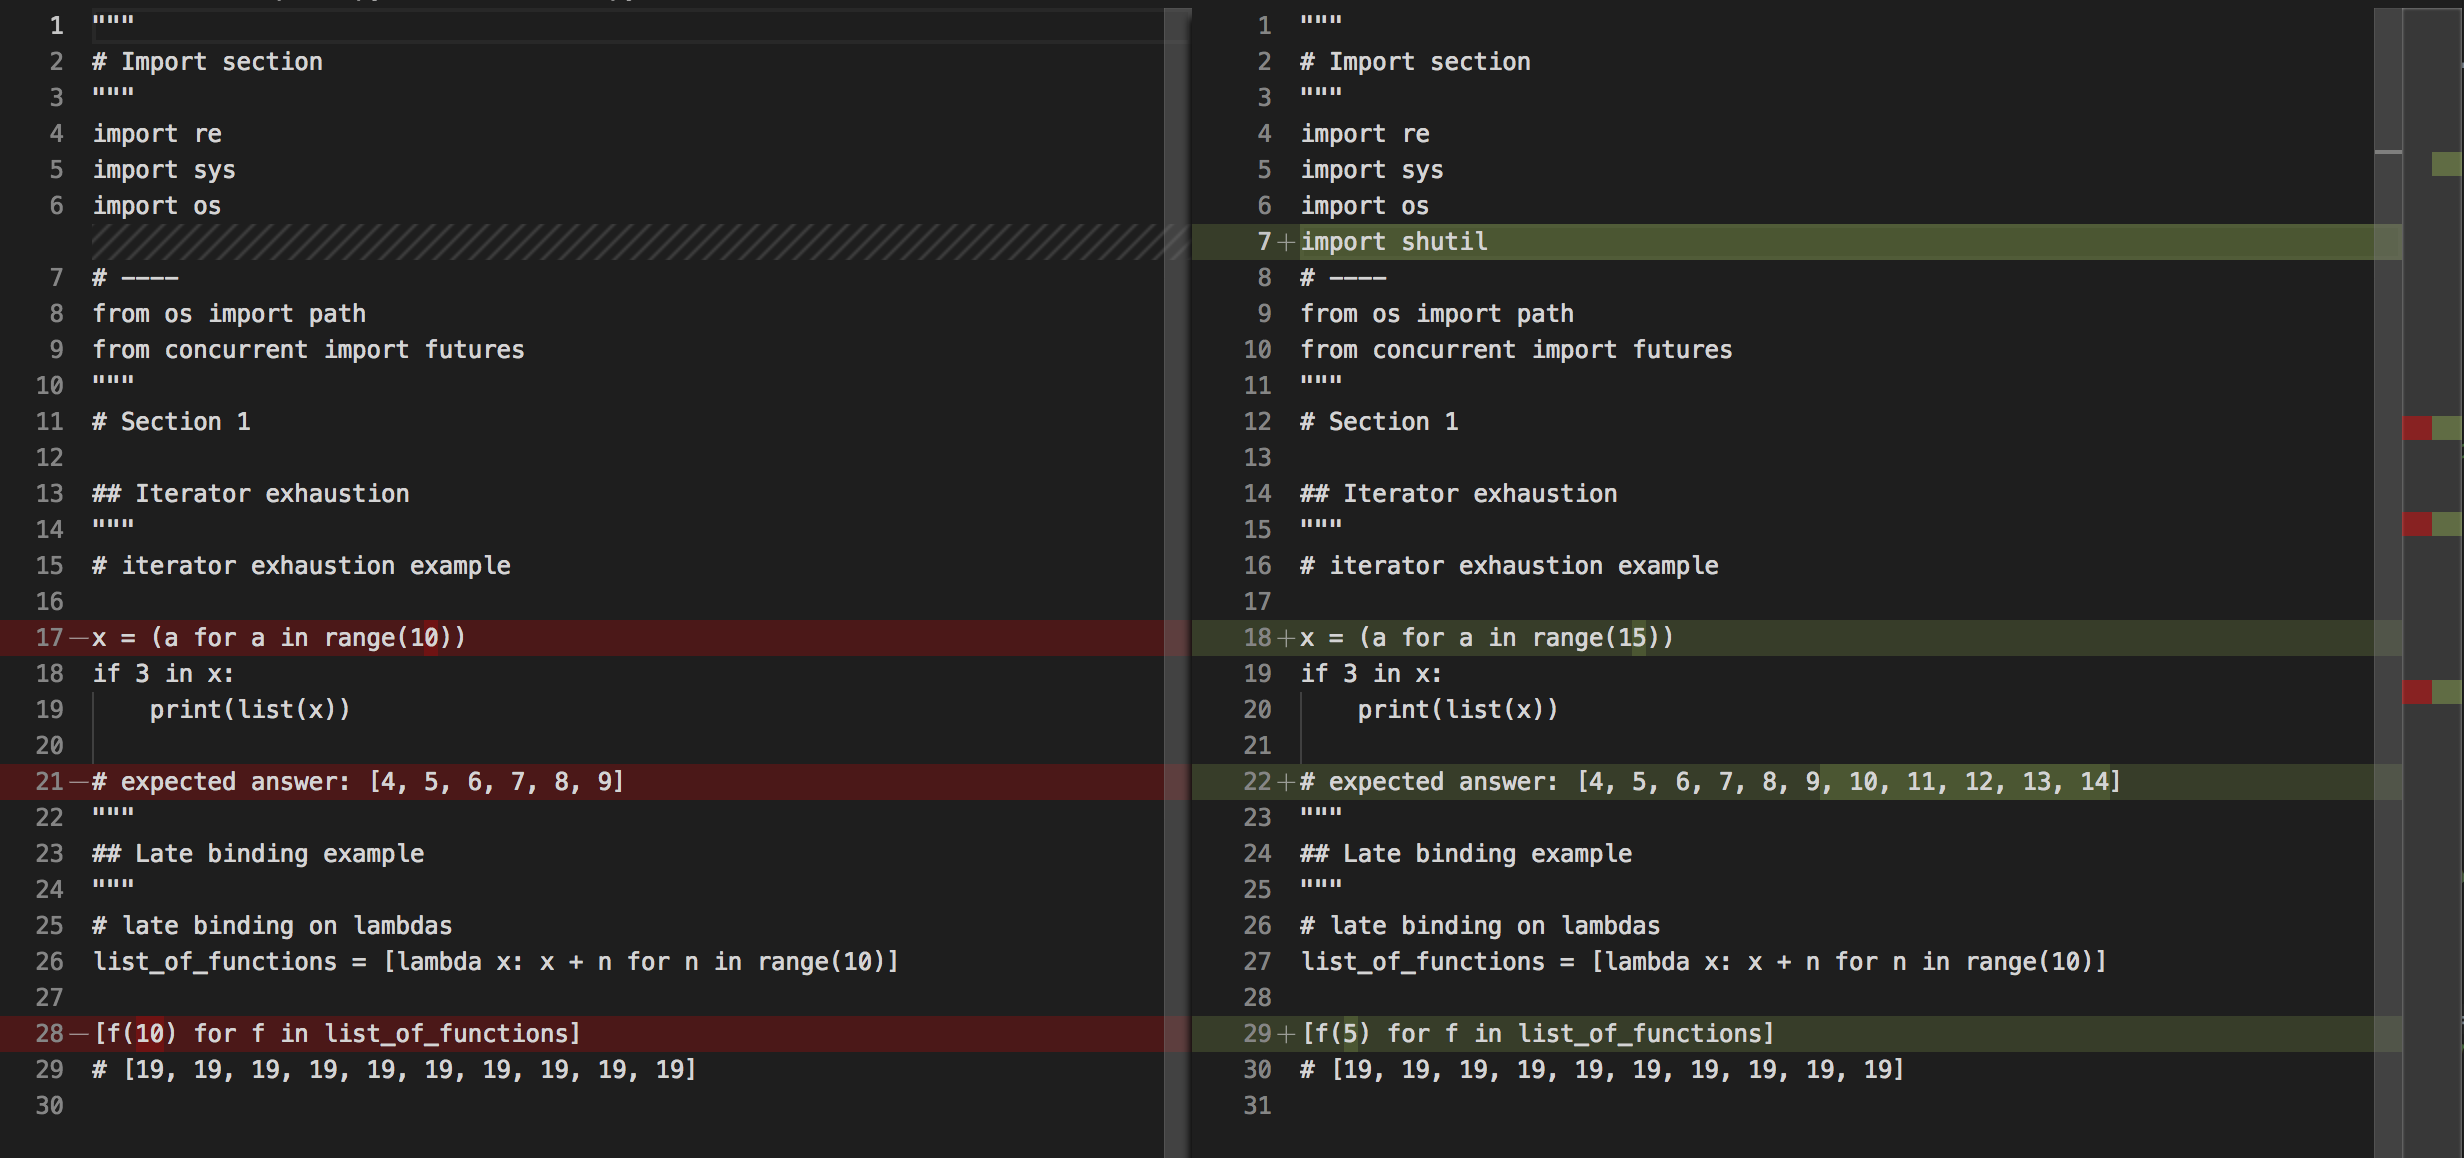 1 """
2 # Import section
3 """
4 import re
5 import sys
6 import os
7 # ----
8 from os import path
9 from concurrent import futures
10 """
11 # Section 1
12
13 ## Iterator exhaustion
14 """
15 # iterator exhaustion example
16
17—x = (a for a in range(10))
18 if 3 in x:
19     print(list(x))
20
21—# expected answer: [4, 5, 6, 7, 8, 9]
22 """
23 ## Late binding example
24 """
25 # late binding on lambdas
26 list_of_functions = [lambda x: x + n for n in range(10)]
27
28—[f(10) for f in list_of_functions]
29 # [19, 19, 19, 19, 19, 19, 19, 19, 19, 19]
30
1 """
2 # Import section
3 """
4 import re
5 import sys
6 import os
7+import shutil
8 # ----
9 from os import path
10 from concurrent import futures
11 """
12 # Section 1
13
14 ## Iterator exhaustion
15 """
16 # iterator exhaustion example
17
18+x = (a for a in range(15))
19 if 3 in x:
20     print(list(x))
21
22+# expected answer: [4, 5, 6, 7, 8, 9, 10, 11, 12, 13, 14]
23 """
24 ## Late binding example
25 """
26 # late binding on lambdas
27 list_of_functions = [lambda x: x + n for n in range(10)]
28
29+[f(5) for f in list_of_functions]
30 # [19, 19, 19, 19, 19, 19, 19, 19, 19, 19]
31